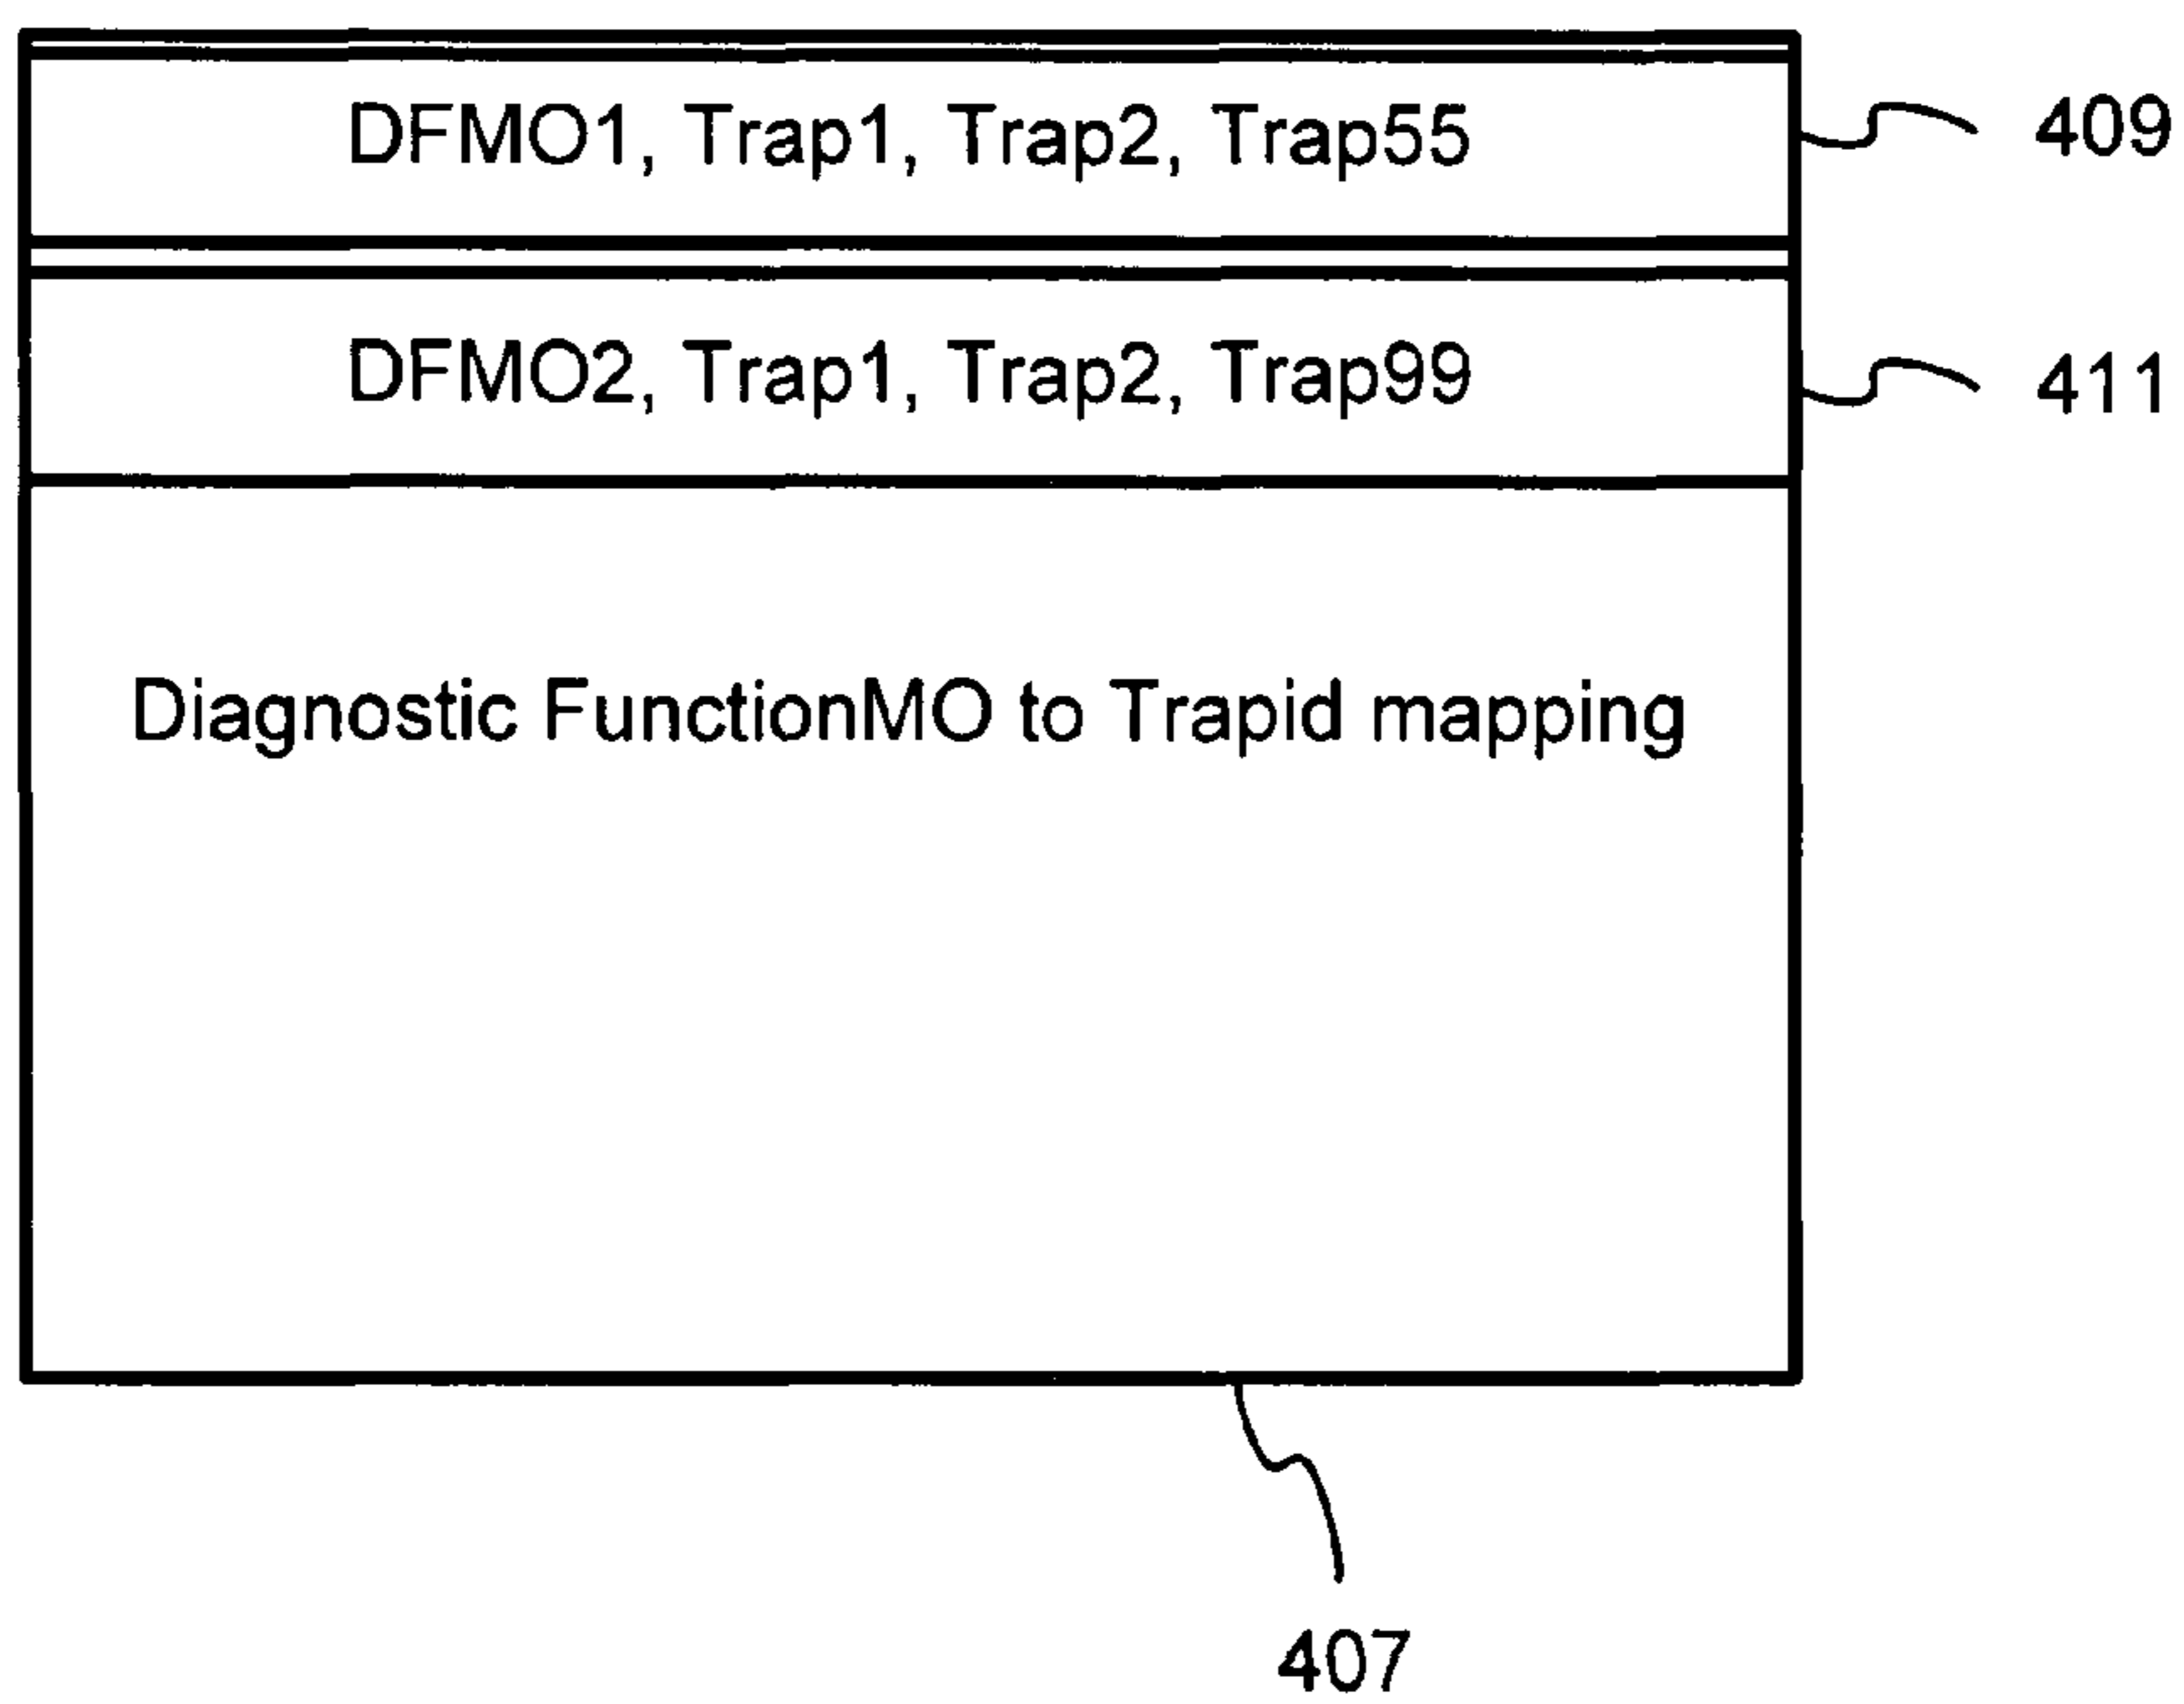 DFMO1, Trap1, Trap2, Trap55
409
DFMO2, Trap1, Trap2, Trap99
411
Diagnostic FunctionMO to Trapid mapping
407